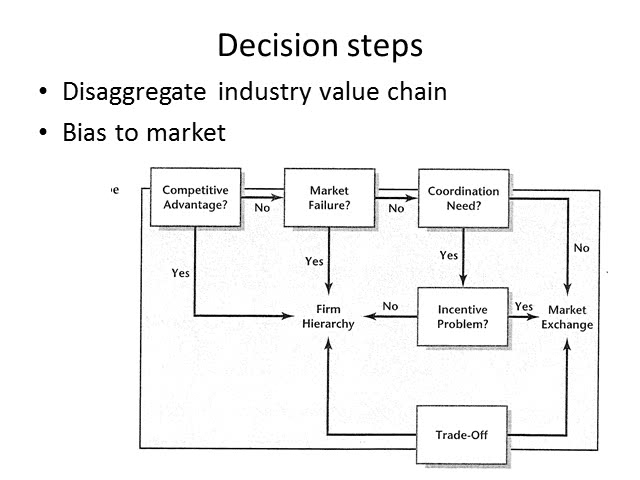 Decision steps
• Disaggregate industry value chain
• Bias to market
Competitive
Advantage?
No
Market
Failure?
No
Coordination
Need?
No
Yes
Yes
Yes
Firm
Hierarchy
No
Incentive
Problem?
Yes
Market
Exchange
Trade-Off